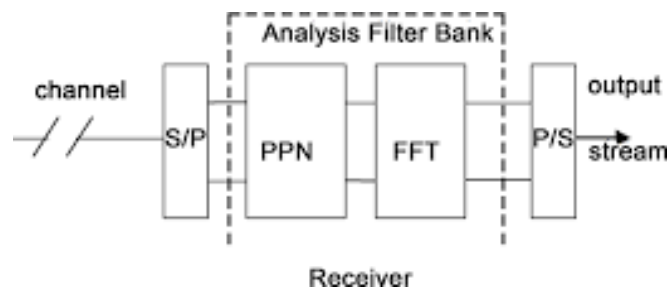 Analysis Filter Bank
channel
S/P
PPN
FFT
P/S
output
stream
Receiver